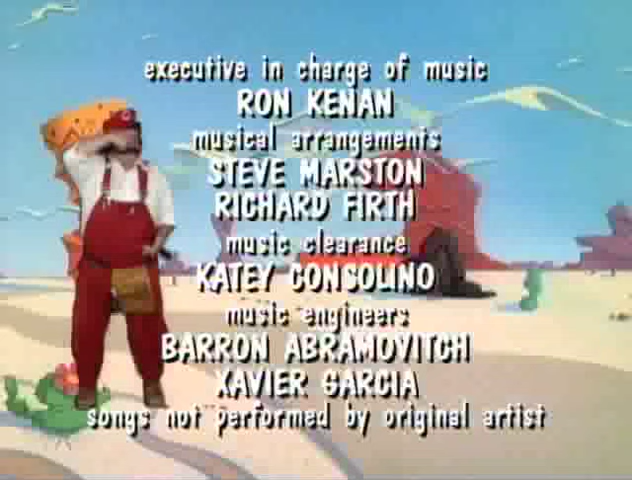 executive in charge of music
RON KENAN
musical arrangements
STEVE MARSTON
RICHARD FIRTH
music clearance
KATEY CONSOLINO
music engineers
BARRON ABRAMOVITCH
XAVIER GARCIA
songs not performed by original artist